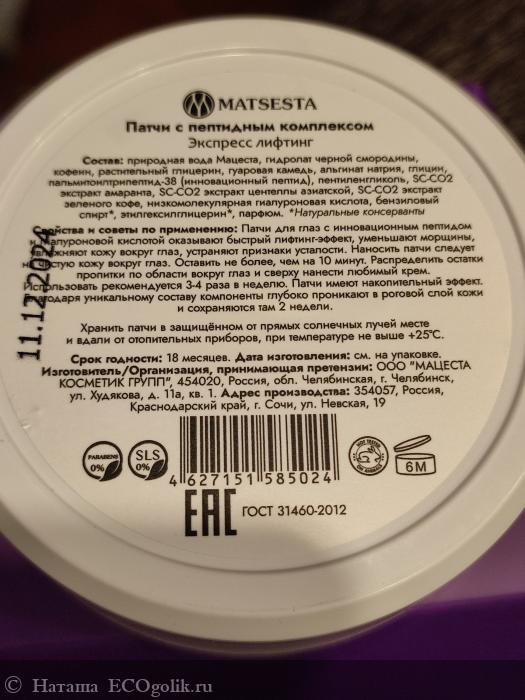 MATSESTA
Патчи с пептидным комплексом
Экспресс лифтинг
Состав: природная вода Мацеста, гидролат черной смородины,
кофеин, растительный глицерин, гуаровая камедь, альгинат натрия, глицин,
пальмитоилтрипептид-38 (инновационный пептид), пентиленгликоль, SC-CO2
экстракт амаранта, SC-CO2 экстракт центеллы азиатской, SC-CO2 экстракт
зеленого кофе, низкомолекулярная гиалуроновая кислота, бензиловый
спирт*, этилгексилглицерин*, парфюм. *Натуральные консерванты
и советы по применению: Патчи для глаз с инновационным пептидом
и гиалуроновой кислотой оказывают быстрый лифтинг-эффект, уменьшают морщины,
увлажняют кожу вокруг глаз, устраняют признаки усталости. Наносить патчи следует
на чистую кожу вокруг глаз. Оставить не более, чем на 10 минут. Распределить остатки
пропитки по области вокруг глаз и сверху нанести любимый крем.
Использовать рекомендуется 3-4 раза в неделю. Патчи имеют накопительный эффект.
Благодаря уникальному составу компоненты глубоко проникают в роговой слой кожи
и сохраняются там 2 недели.
11.12.2024
Хранить патчи в защищённом от прямых солнечных лучей месте
и вдали от отопительных приборов, при температуре не выше +25°С.
Срок годности: 18 месяцев. Дата изготовления: см. на упаковке.
Изготовитель/Организация, принимающая претензии: ООО "МАЦЕСТА
КОСМЕТИК ГРУПП", 454020, Россия, обл. Челябинская, г. Челябинск,
ул. Худякова, д. 11а, кв. 1. Адрес производства: 354057, Россия,
Краснодарский край, г. Сочи, ул. Невская, 19
PARABENS
0%
SLS
0%
NOT TESTED
ON ANIMALS
6M
4 627151 585024
EAC
ГОСТ 31460-2012
© Наташа ECOgolik.ru